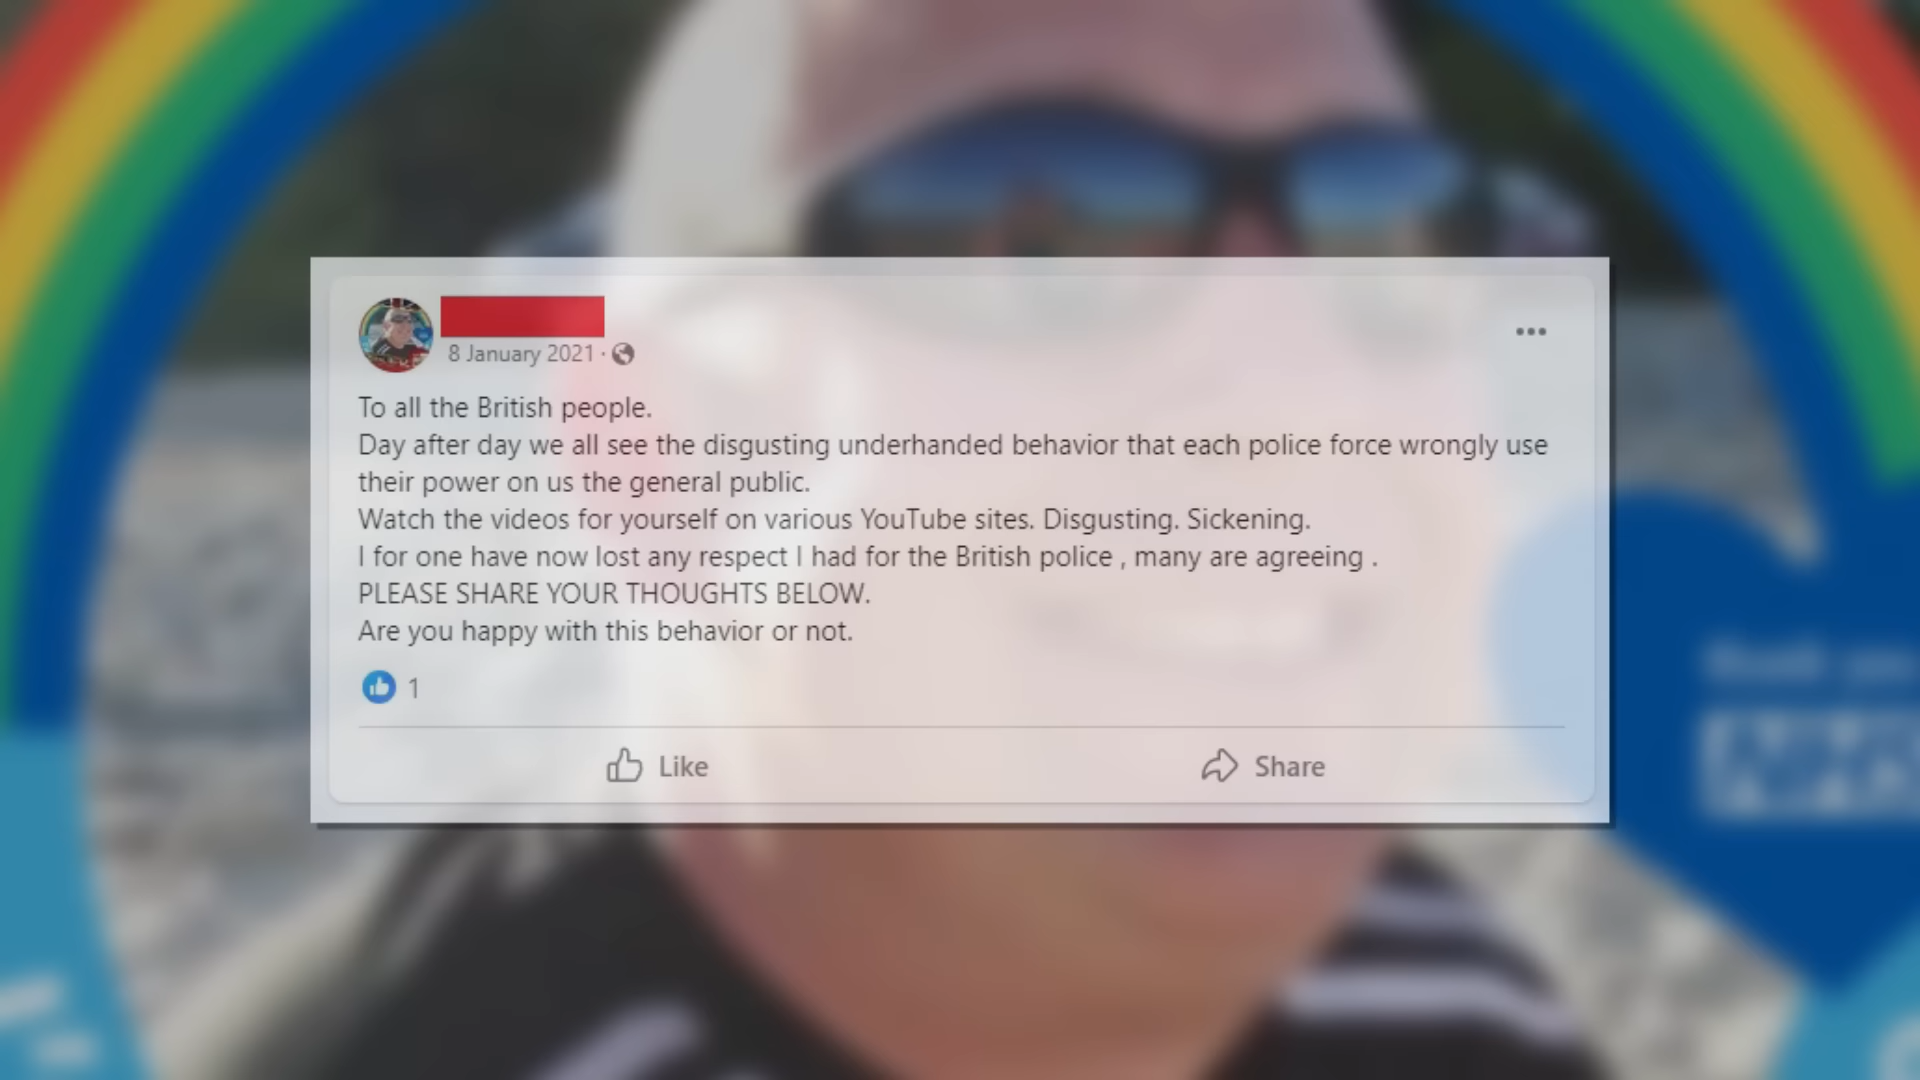 8 January 2021 ·
To all the British people.
Day after day we all see the disgusting underhanded behavior that each police force wrongly use
their power on us the general public.
Watch the videos for yourself on various YouTube sites. Disgusting. Sickening.
I for one have now lost any respect I had for the British police , many are agreeing .
PLEASE SHARE YOUR THOUGHTS BELOW.
Are you happy with this behavior or not.
1
Like
Share
thank you